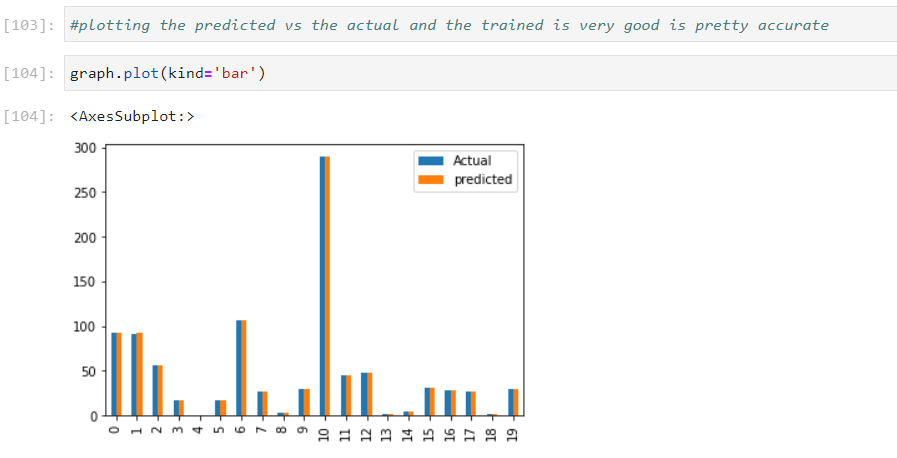 [103]: #plotting the predicted vs the actual and the trained is very good is pretty accurate
[104]: graph.plot(kind='bar')
[104]: <AxesSubplot:>
Actual
predicted
300
250
200
150
100
50
0
0 1 2 3 4 5 6 7 8 9 10 11 12 13 14 15 16 17 18 19